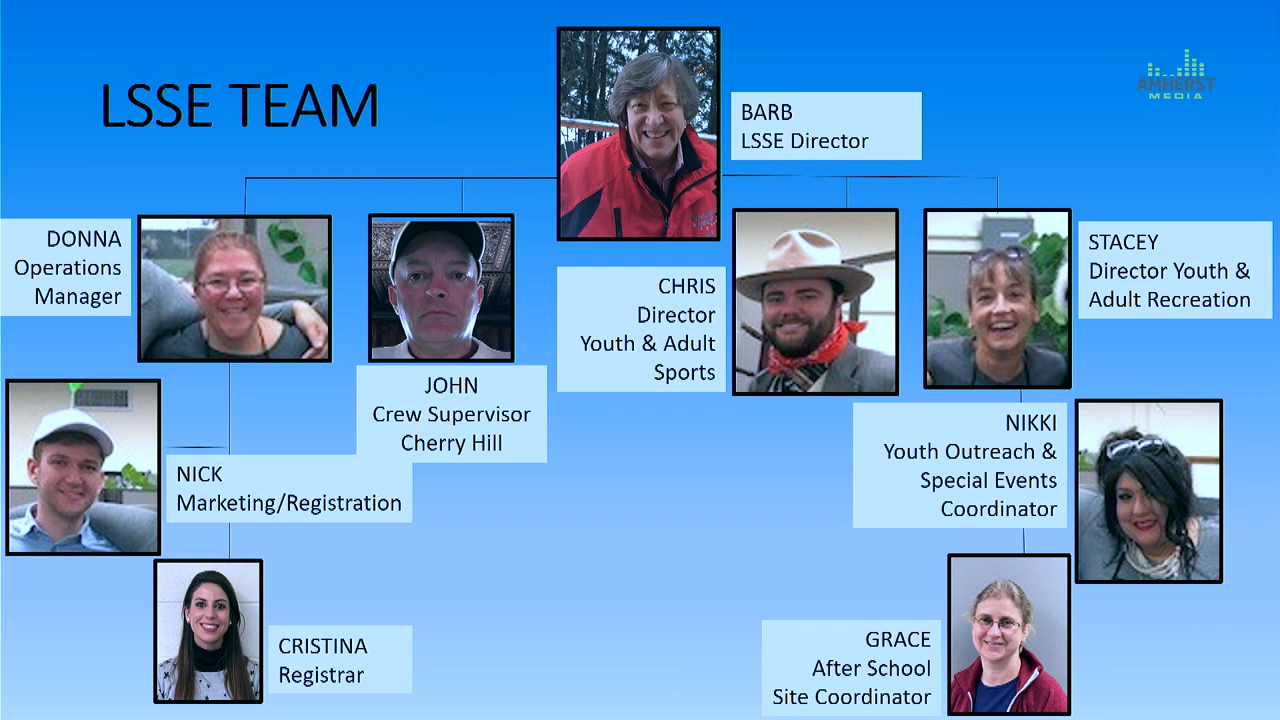 LSSE TEAM
AMHERST
MEDIA
BARB
LSSE Director
DONNA
Operations
Manager
JOHN
Crew Supervisor
Cherry Hill
CHRIS
Director
Youth & Adult
Sports
STACEY
Director Youth &
Adult Recreation
NICK
Marketing/Registration
NIKKI
Youth Outreach &
Special Events
Coordinator
CRISTINA
Registrar
GRACE
After School
Site Coordinator